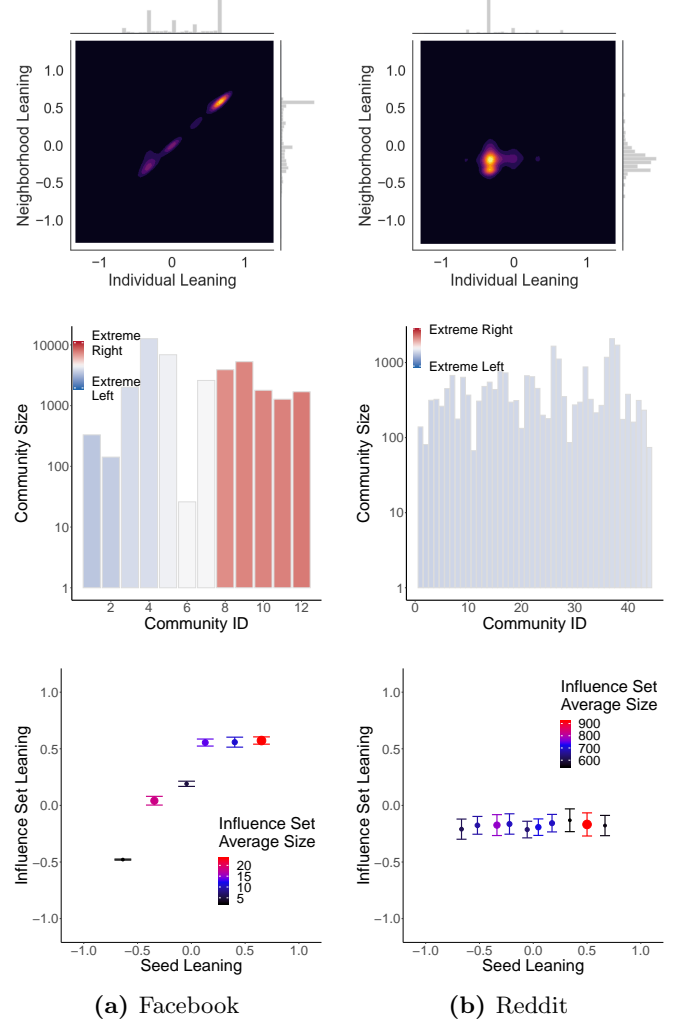 Neighborhood Leaning
1.0
0.5
0.0
−0.5
−1.0
−1 0 1
Individual Leaning
Neighborhood Leaning
1.0
0.5
0.0
−0.5
−1.0
−1 0 1
Individual Leaning
Community Size
10000
1000
100
10
1
Extreme
Right
Extreme
Left
2 4 6 8 10 12
Community ID
Community Size
1000
100
10
1
Extreme Right
Extreme Left
0 10 20 30 40
Community ID
Influence Set Leaning
1.0
0.5
0.0
−0.5
−1.0
Influence Set
Average Size
20
15
10
5
−1.0 −0.5 0.0 0.5 1.0
Seed Leaning
Influence Set Leaning
1.0
0.5
0.0
−0.5
−1.0
Influence Set
Average Size
900
800
700
600
−1.0 −0.5 0.0 0.5 1.0
Seed Leaning
(a) Facebook
(b) Reddit